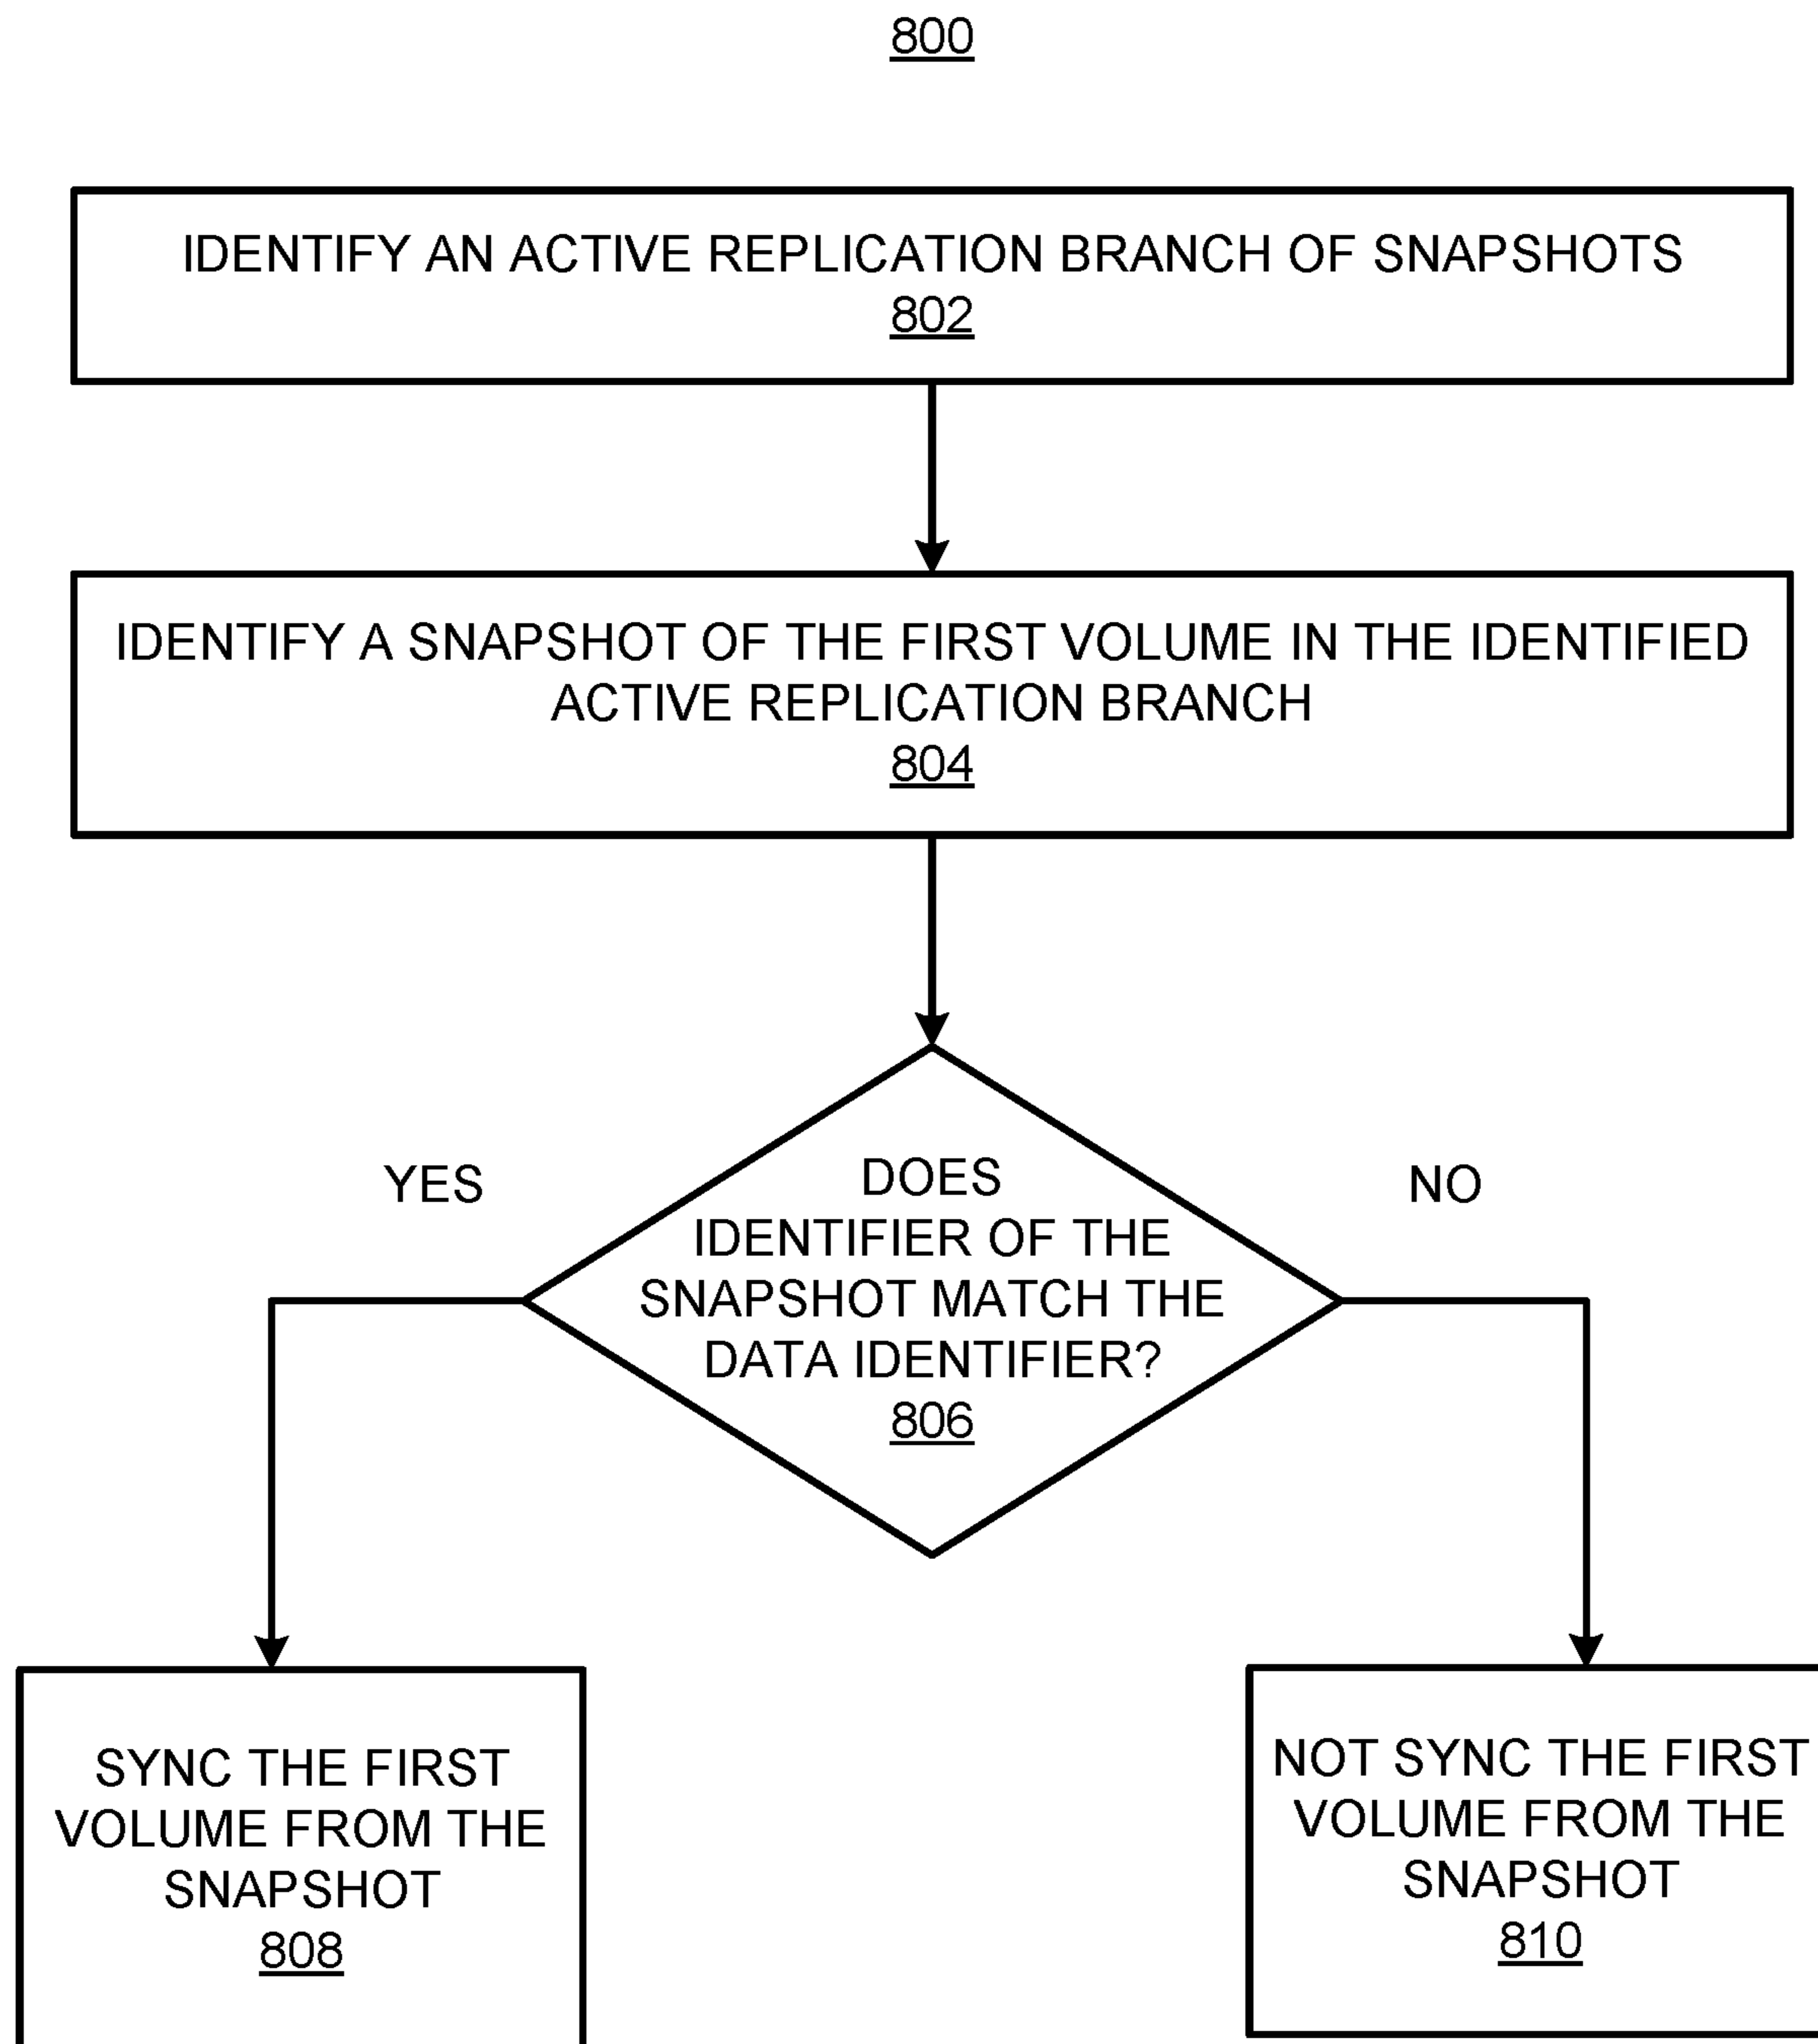 800
IDENTIFY AN ACTIVE REPLICATION BRANCH OF SNAPSHOTS
802
IDENTIFY A SNAPSHOT OF THE FIRST VOLUME IN THE IDENTIFIED
ACTIVE REPLICATION BRANCH
804
YES
NO
DOES
IDENTIFIER OF THE
SNAPSHOT MATCH THE
DATA IDENTIFIER?
806
SYNC THE FIRST
VOLUME FROM THE
SNAPSHOT
808
NOT SYNC THE FIRST
VOLUME FROM THE
SNAPSHOT
810